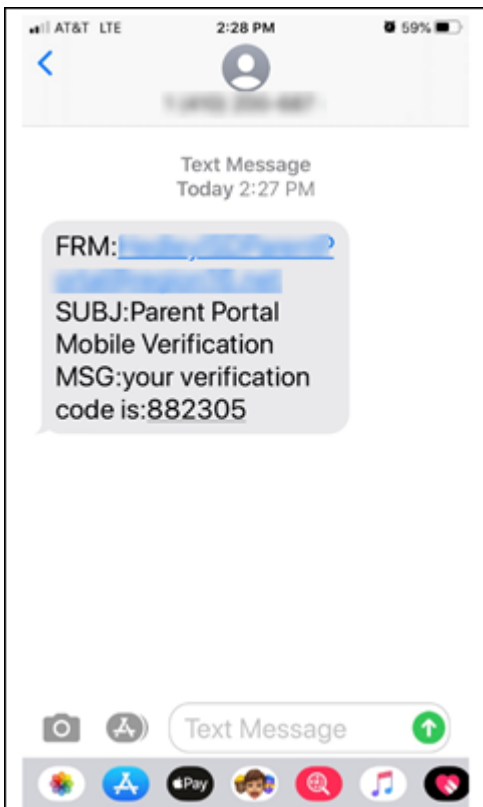 AT&T LTE
2:28 PM
59%
Text Message
Today 2:27 PM
FRM:
SUBJ:Parent Portal
Mobile Verification
MSG:your verification
code is:882305
Text Message
Pay